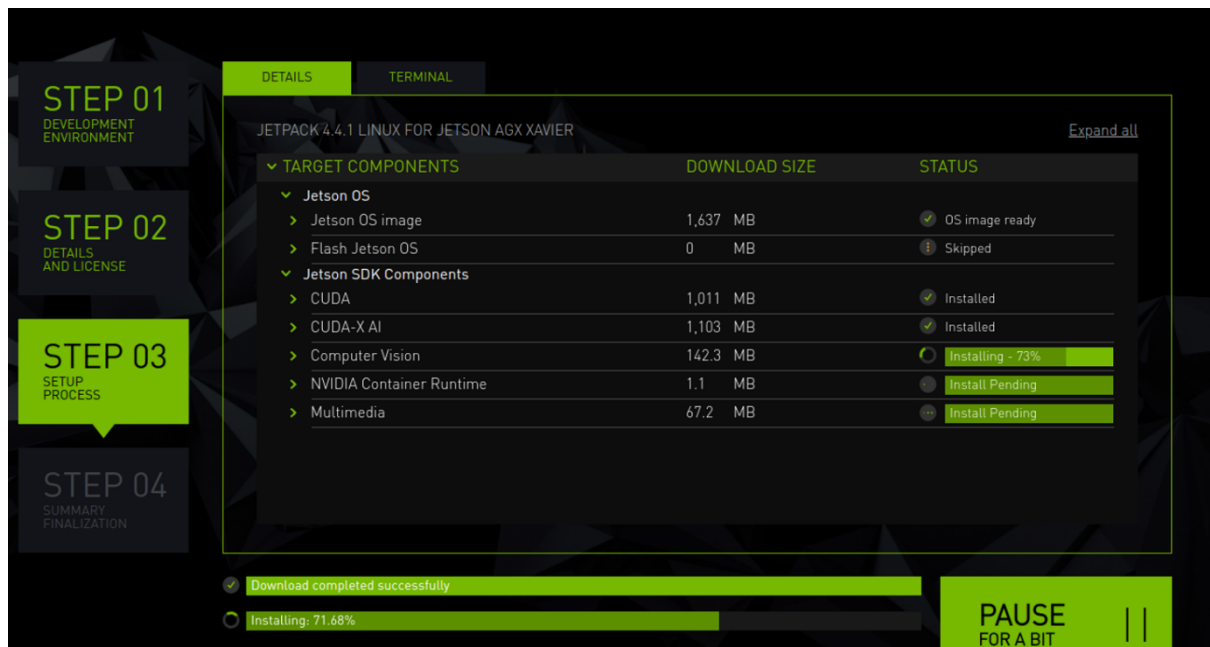 STEP 01
DEVELOPMENT
ENVIRONMENT
STEP 02
DETAILS
AND LICENSE
STEP 03
SETUP
PROCESS
STEP 04
SUMMARY
FINALIZATION
DETAILS TERMINAL
JETPACK 4.4.1 LINUX FOR JETSON AGX XAVIER Expand all
TARGET COMPONENTS DOWNLOAD SIZE STATUS
Jetson OS
Jetson OS image 1,637 MB OS image ready
Flash Jetson OS 0 MB Skipped
Jetson SDK Components
CUDA 1,011 MB Installed
CUDA-X AI 1,103 MB Installed
Computer Vision 142.3 MB Installing - 73%
NVIDIA Container Runtime 1.1 MB Install Pending
Multimedia 67.2 MB Install Pending
Download completed successfully
Installing: 71.68%
PAUSE
FOR A BIT